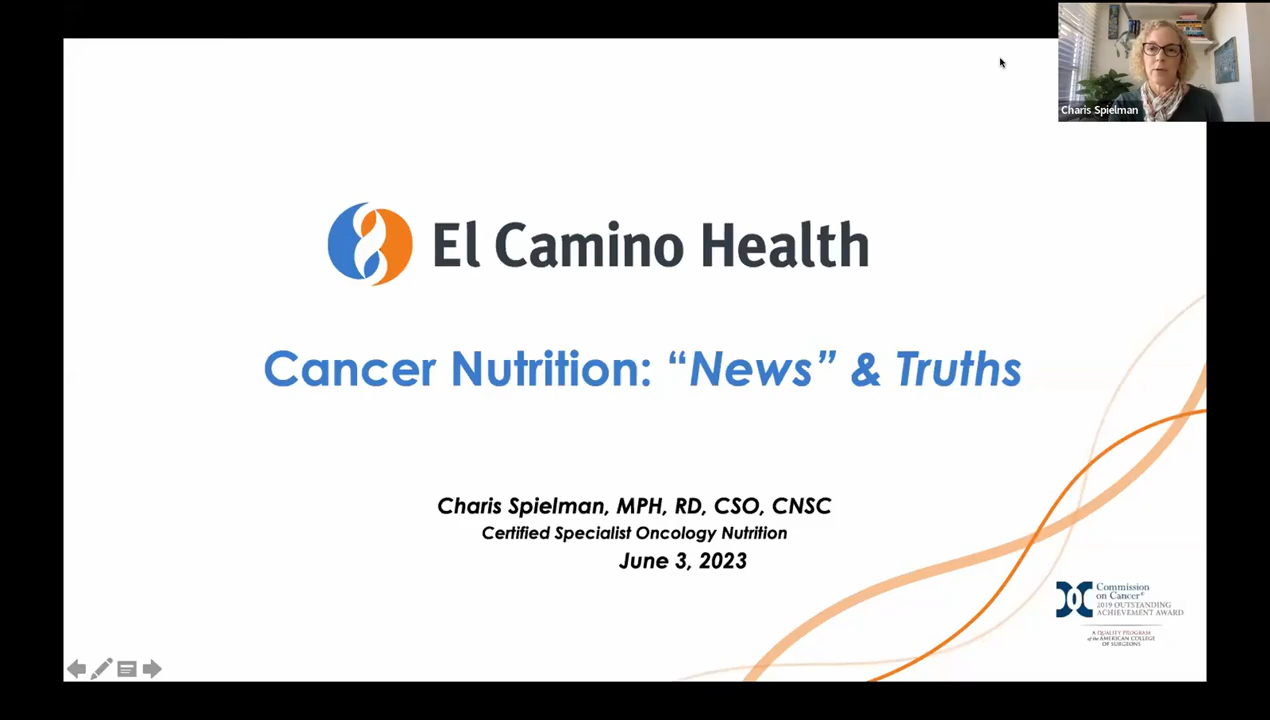 Charis Spielman
El Camino Health
Cancer Nutrition: “News” & Truths
Charis Spielman, MPH, RD, CSO, CNSC
Certified Specialist Oncology Nutrition
June 3, 2023
Commission
on Cancer®
2019 OUTSTANDING
ACHIEVEMENT AWARD
A QUALITY PROGRAM
of the AMERICAN COLLEGE
OF SURGEONS